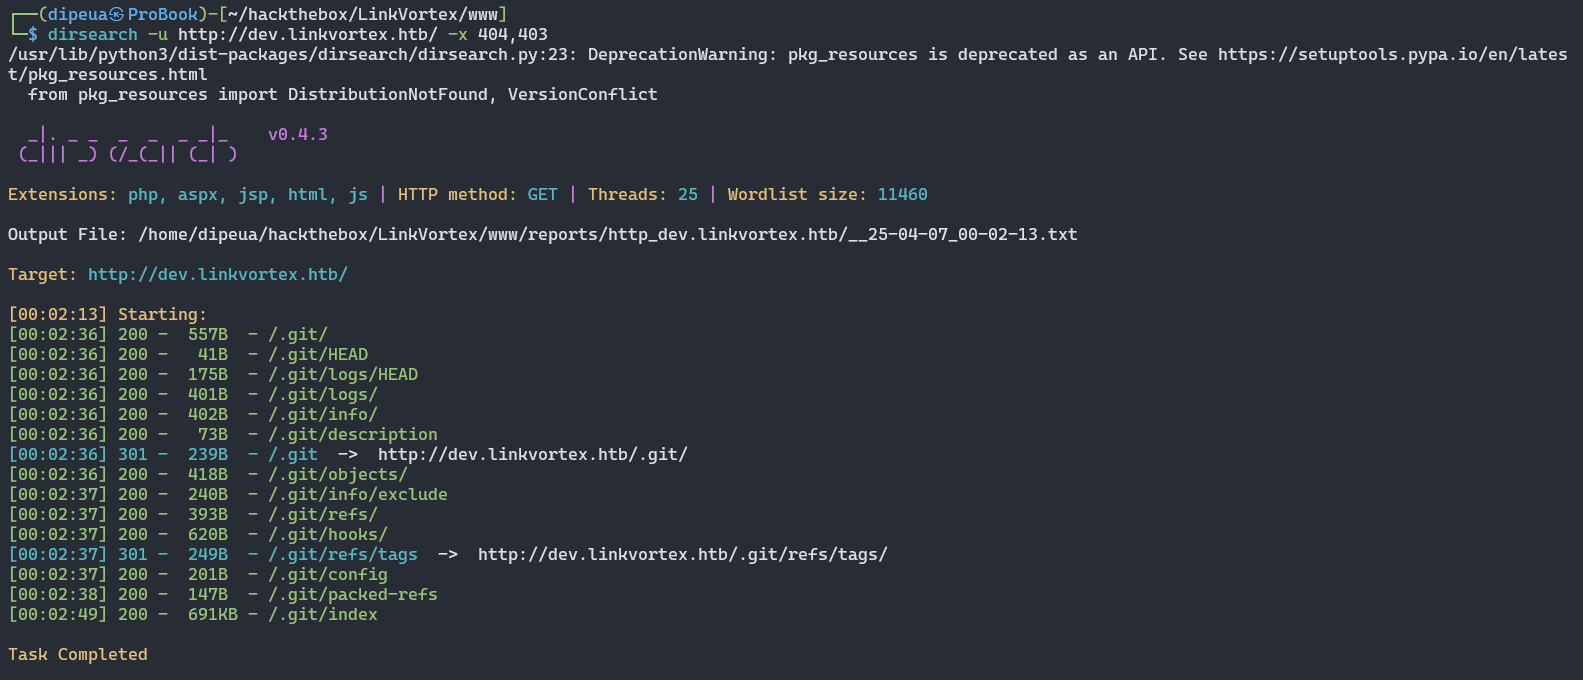 ┌──(dipeua㉿ProBook)-[~/hackthebox/LinkVortex/www]
└─$ dirsearch -u http://dev.linkvortex.htb/ -x 404,403
/usr/lib/python3/dist-packages/dirsearch/dirsearch.py:23: DeprecationWarning: pkg_resources is deprecated as an API. See https://setuptools.pypa.io/en/lates
t/pkg_resources.html
  from pkg_resources import DistributionNotFound, VersionConflict

  _|. _ _  _  _  _ _|_    v0.4.3
 (_||| _) (/_(_|| (_| )

Extensions: php, aspx, jsp, html, js | HTTP method: GET | Threads: 25 | Wordlist size: 11460

Output File: /home/dipeua/hackthebox/LinkVortex/www/reports/http_dev.linkvortex.htb/__25-04-07_00-02-13.txt

Target: http://dev.linkvortex.htb/

[00:02:13] Starting:
[00:02:36] 200 -  557B  - /.git/
[00:02:36] 200 -   41B  - /.git/HEAD
[00:02:36] 200 -  175B  - /.git/logs/HEAD
[00:02:36] 200 -  401B  - /.git/logs/
[00:02:36] 200 -  402B  - /.git/info/
[00:02:36] 200 -   73B  - /.git/description
[00:02:36] 301 -  239B  - /.git  ->  http://dev.linkvortex.htb/.git/
[00:02:36] 200 -  418B  - /.git/objects/
[00:02:37] 200 -  240B  - /.git/info/exclude
[00:02:37] 200 -  393B  - /.git/refs/
[00:02:37] 200 -  620B  - /.git/hooks/
[00:02:37] 301 -  249B  - /.git/refs/tags  ->  http://dev.linkvortex.htb/.git/refs/tags/
[00:02:37] 200 -  201B  - /.git/config
[00:02:38] 200 -  147B  - /.git/packed-refs
[00:02:49] 200 -  691KB - /.git/index

Task Completed